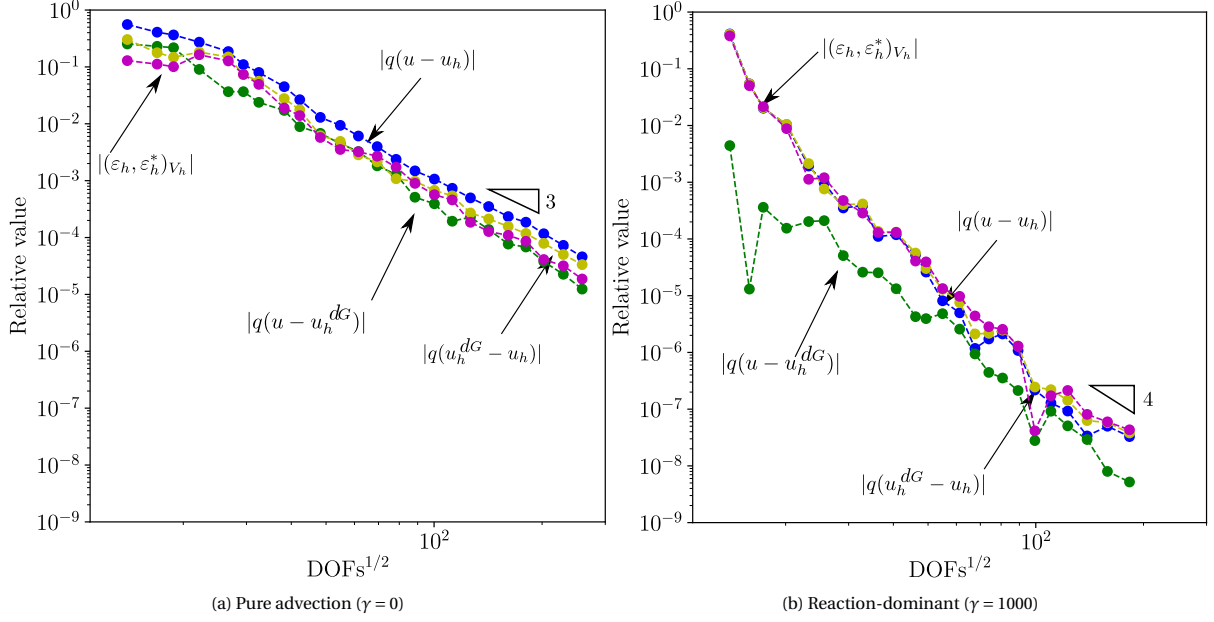 10^0
10^{-1}
10^{-2}
10^{-3}
10^{-4}
10^{-5}
10^{-6}
10^{-7}
10^{-8}
10^{-9}
Relative value
|q(u − u_h)|
|(ε_h, ε_h^*)_{V_h}|
3
|q(u − u_h^{dG})|
|q(u_h^{dG} − u_h)|
10^2
DOFs^{1/2}
(a) Pure advection (γ = 0)
10^0
10^{-1}
10^{-2}
10^{-3}
10^{-4}
10^{-5}
10^{-6}
10^{-7}
10^{-8}
10^{-9}
Relative value
|(ε_h, ε_h^*)_{V_h}|
|q(u − u_h)|
|q(u − u_h^{dG})|
4
|q(u_h^{dG} − u_h)|
10^2
DOFs^{1/2}
(b) Reaction-dominant (γ = 1000)